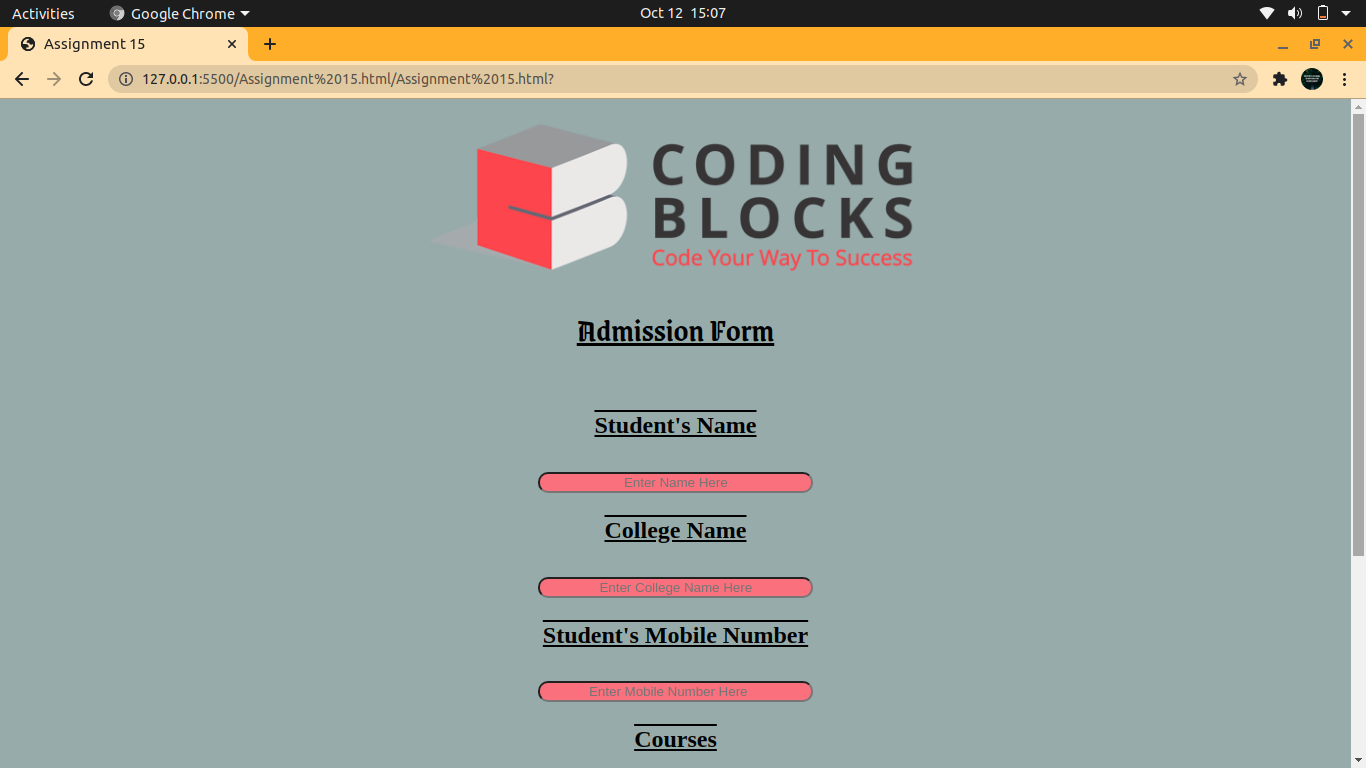 Activities
Google Chrome
Oct 12 15:07
Assignment 15
127.0.0.1:5500/Assignment%2015.html/Assignment%2015.html?
CODING
BLOCKS
Code Your Way To Success
Admission Form
Student's Name
Enter Name Here
College Name
Enter College Name Here
Student's Mobile Number
Enter Mobile Number Here
Courses